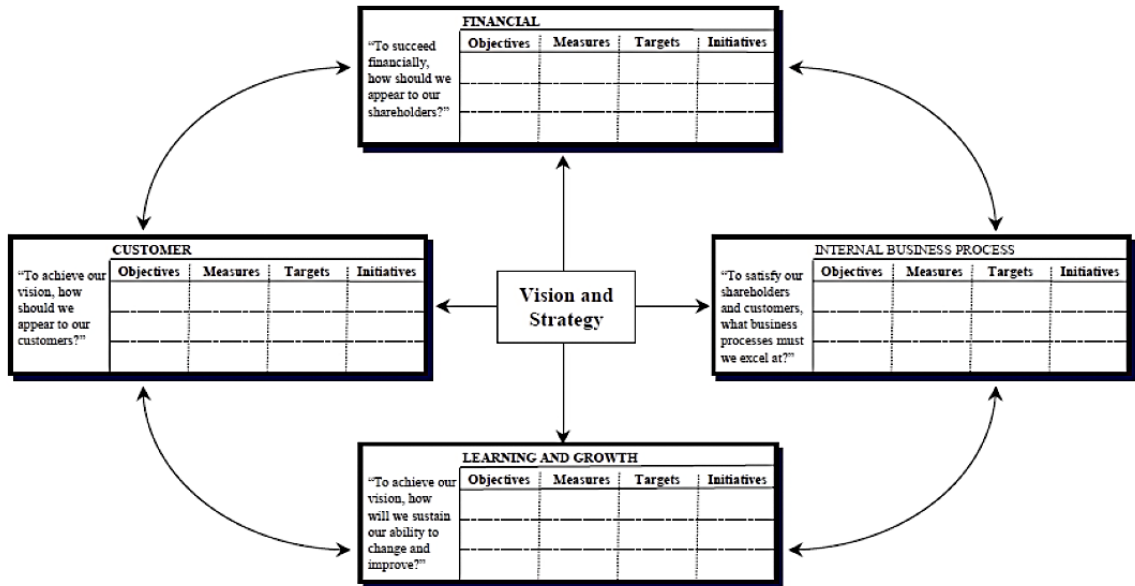 FINANCIAL
“To succeed
financially,
how should we
appear to our
shareholders?”
Objectives Measures Targets Initiatives
CUSTOMER
“To achieve our
vision, how
should we
appear to our
customers?”
Objectives Measures Targets Initiatives
Vision and
Strategy
INTERNAL BUSINESS PROCESS
“To satisfy our
shareholders
and customers,
what business
processes must
we excel at?”
Objectives Measures Targets Initiatives
LEARNING AND GROWTH
“To achieve our
vision, how
will we sustain
our ability to
change and
improve?”
Objectives Measures Targets Initiatives